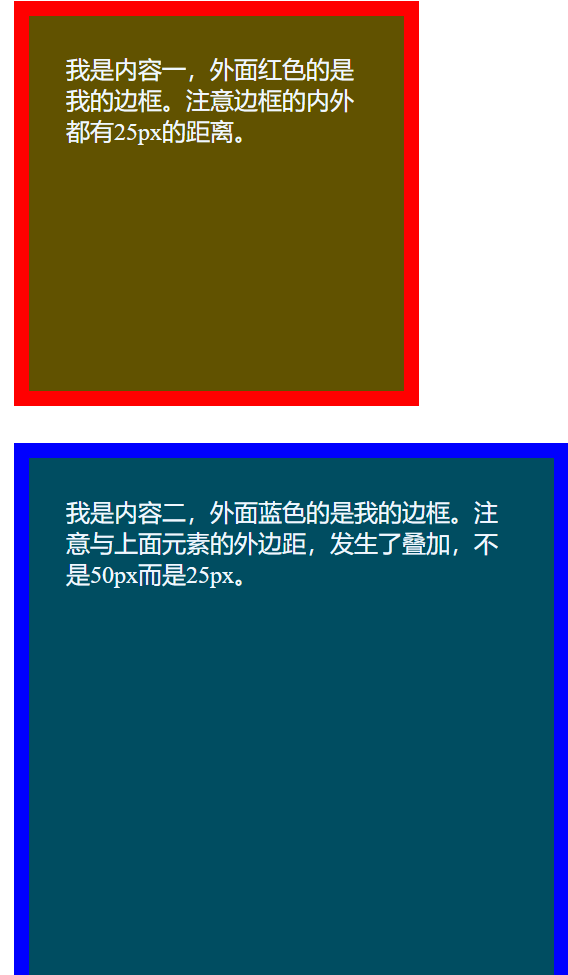 我是内容一，外面红色的是
我的边框。注意边框的内外
都有25px的距离。
我是内容二，外面蓝色的是我的边框。注
意与上面元素的外边距，发生了叠加，不
是50px而是25px。